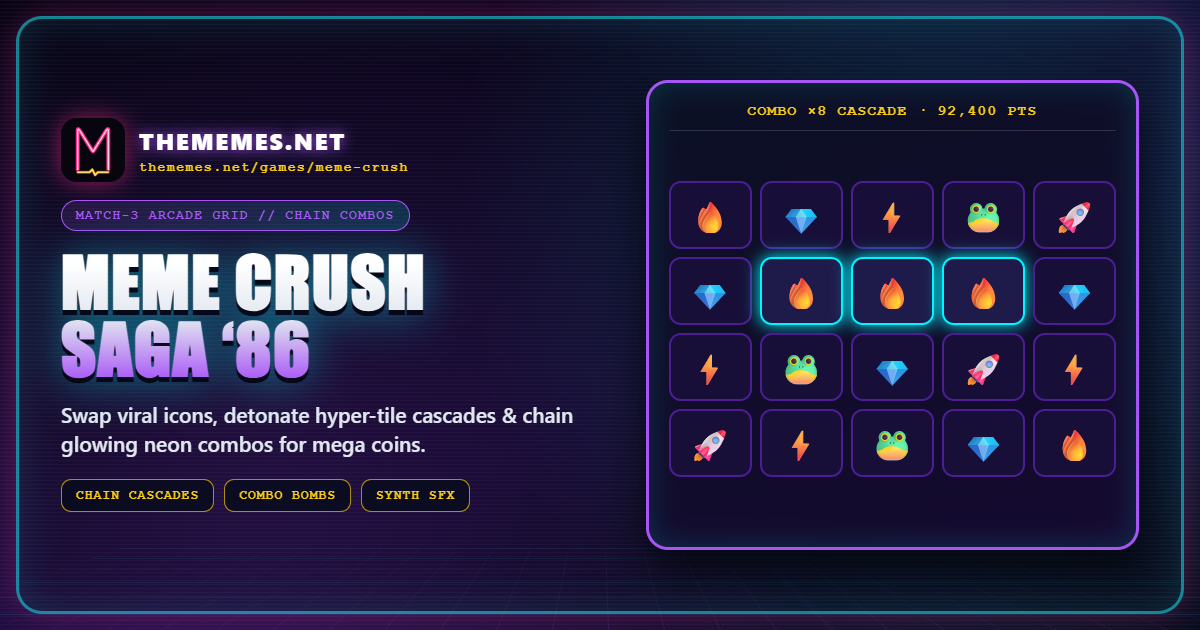 THEMEMES.NET
thememes.net/games/meme-crush
MATCH-3 ARCADE GRID // CHAIN COMBOS
MEME CRUSH
SAGA ‘86
Swap viral icons, detonate hyper-tile cascades & chain
glowing neon combos for mega coins.
CHAIN CASCADES
COMBO BOMBS
SYNTH SFX
COMBO ×8 CASCADE · 92,400 PTS